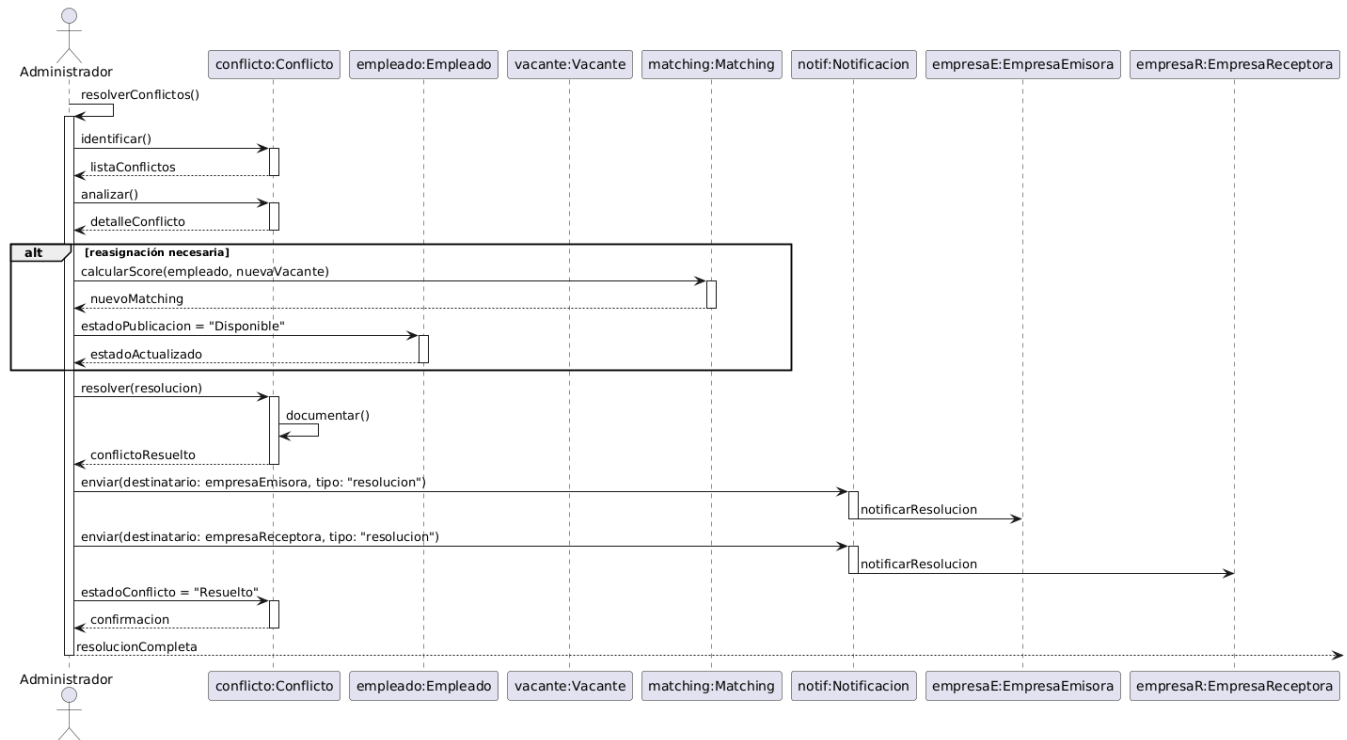 Administrador
conflicto:Conflicto
empleado:Empleado
vacante:Vacante
matching:Matching
notif:Notificacion
empresaE:EmpresaEmisora
empresaR:EmpresaReceptora
resolverConflictos()
identificar()
listaConflictos
analizar()
detalleConflicto
alt
[reasignación necesaria]
calcularScore(empleado, nuevaVacante)
nuevoMatching
estadoPublicacion = "Disponible"
estadoActualizado
resolver(resolucion)
documentar()
conflictoResuelto
enviar(destinatario: empresaEmisora, tipo: "resolucion")
notificarResolucion
enviar(destinatario: empresaReceptora, tipo: "resolucion")
notificarResolucion
estadoConflicto = "Resuelto"
confirmacion
resolucionCompleta
Administrador
conflicto:Conflicto
empleado:Empleado
vacante:Vacante
matching:Matching
notif:Notificacion
empresaE:EmpresaEmisora
empresaR:EmpresaReceptora